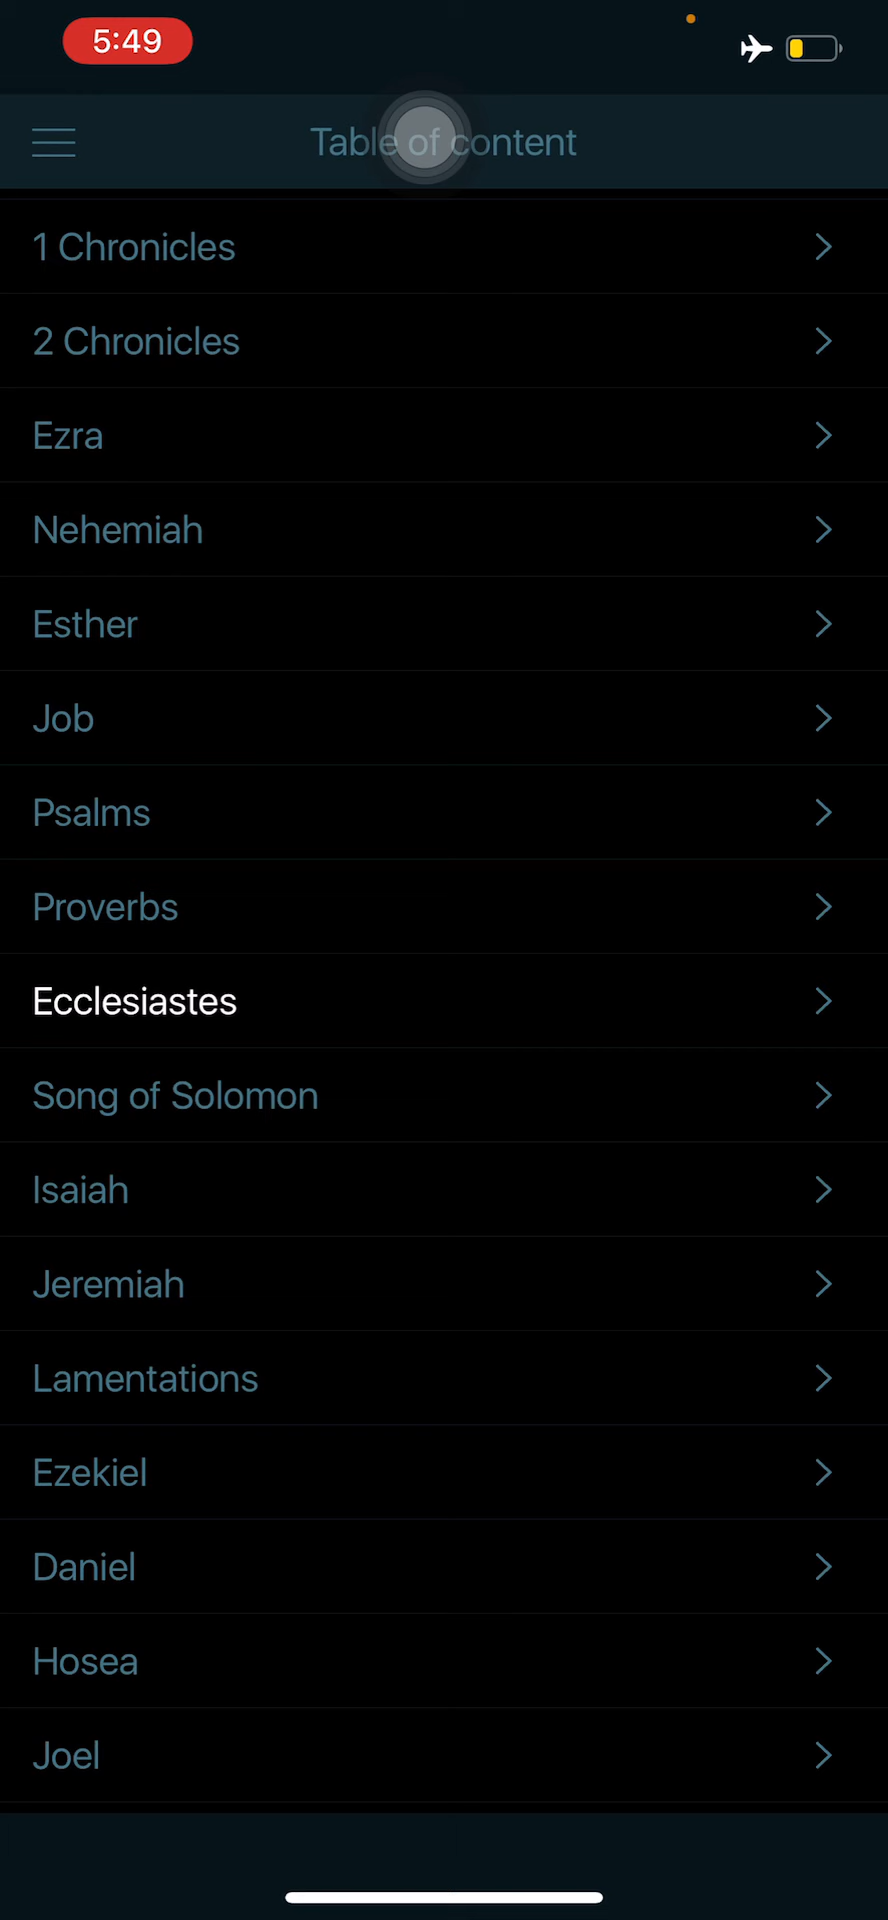 5:49
Table of content
1 Chronicles
2 Chronicles
Ezra
Nehemiah
Esther
Job
Psalms
Proverbs
Ecclesiastes
Song of Solomon
Isaiah
Jeremiah
Lamentations
Ezekiel
Daniel
Hosea
Joel